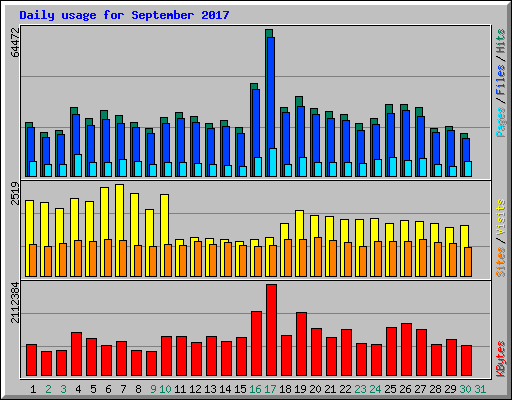 Daily usage for September 2017
64472
Pages / Files / Hits
2519
Sites / Visits
2112384
KBytes
1 2 3 4 5 6 7 8 9 10 11 12 13 14 15 16 17 18 19 20 21 22 23 24 25 26 27 28 29 30 31